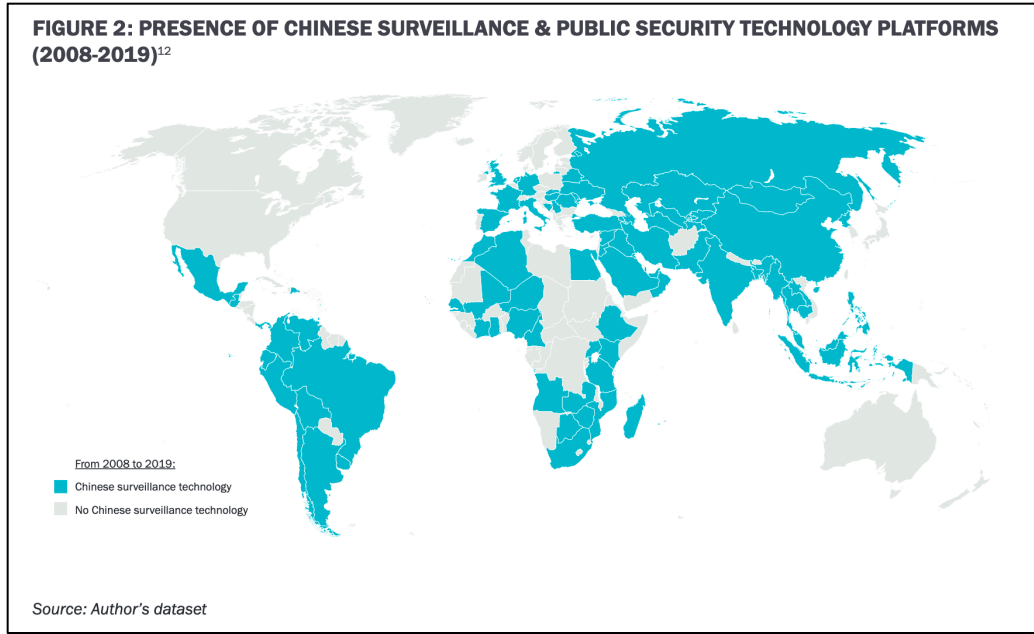 FIGURE 2: PRESENCE OF CHINESE SURVEILLANCE & PUBLIC SECURITY TECHNOLOGY PLATFORMS
(2008-2019)¹²
From 2008 to 2019:
Chinese surveillance technology
No Chinese surveillance technology
Source: Author's dataset